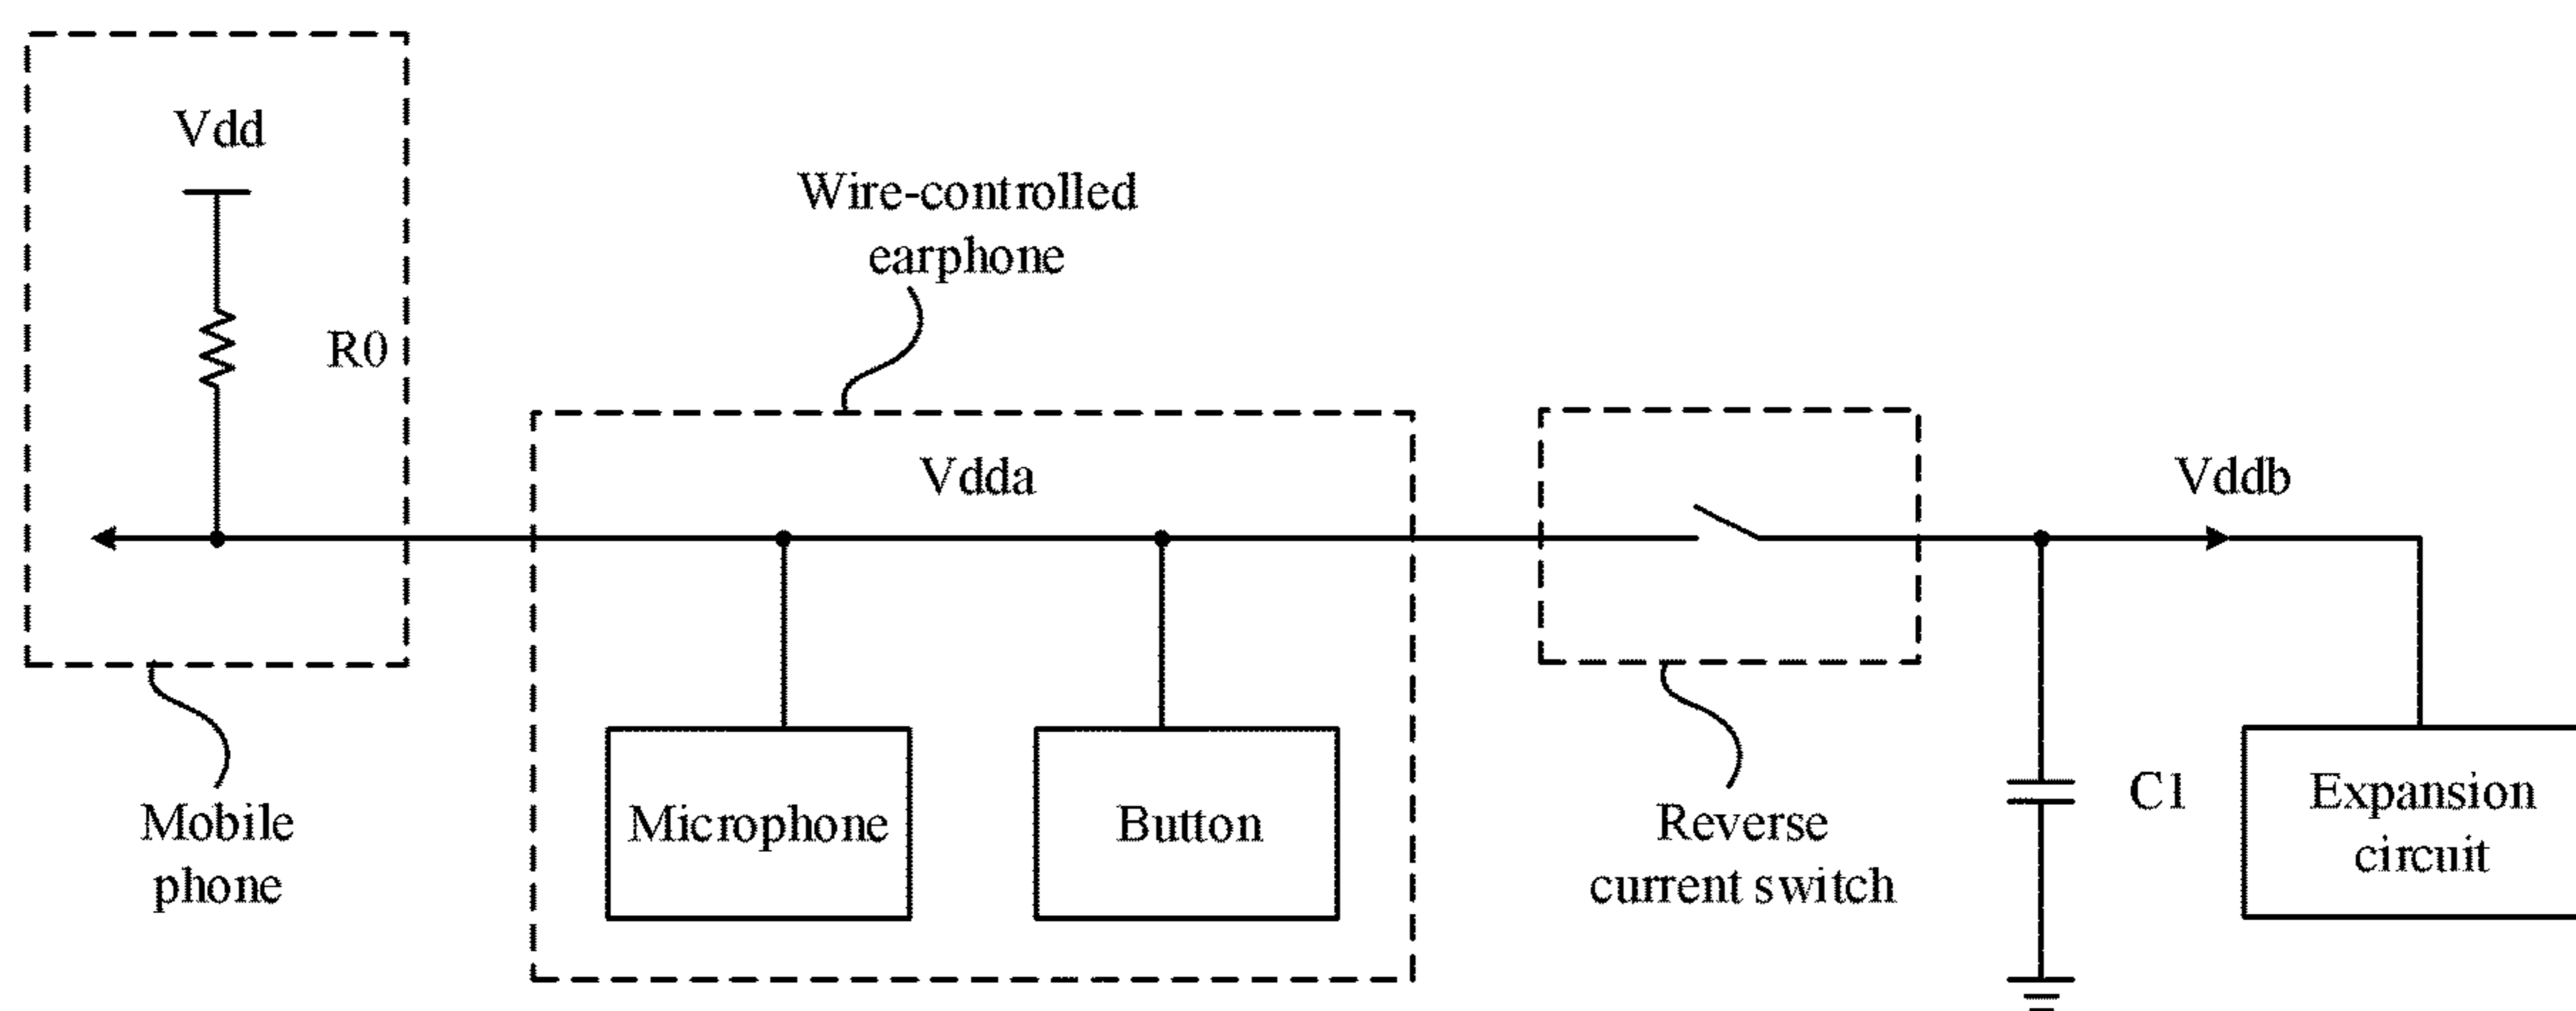 Vdd
R0
Mobile
phone
Wire-controlled
earphone
Vdda
Microphone
Button
Reverse
current switch
Vddb
C1
Expansion
circuit